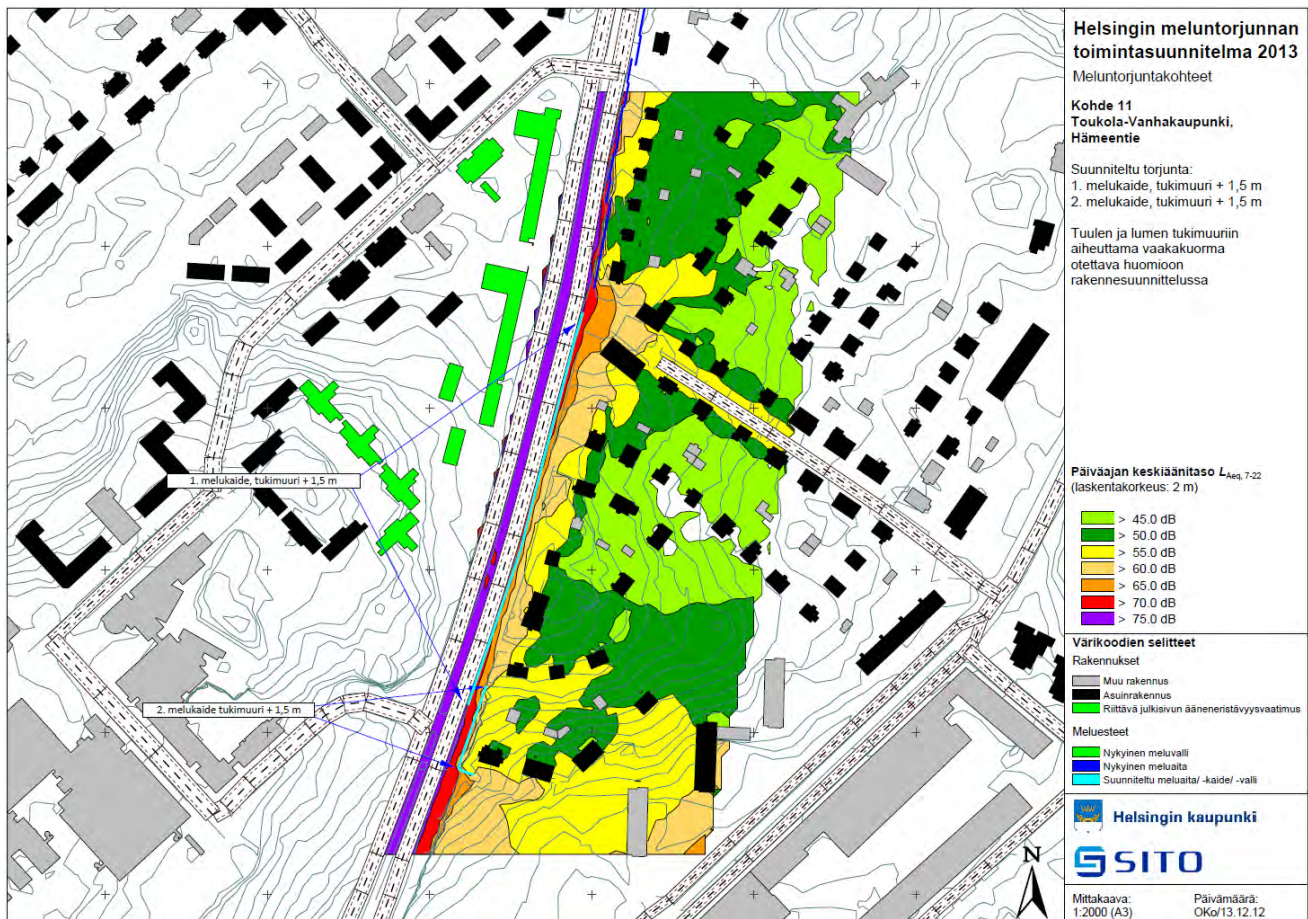 Helsingin meluntorjunnan
toimintasuunnitelma 2013
Meluntorjuntakohteet
Kohde 11
Toukola-Vanhakaupunki,
Hämeentie
Suunniteltu torjunta:
1. melukaide, tukimuuri + 1,5 m
2. melukaide, tukimuuri + 1,5 m
Tuulen ja lumen tukimuuriin
aiheuttama vaakakuorma
otettava huomioon
rakennesuunnittelussa
1. melukaide, tukimuuri + 1,5 m
2. melukaide tukimuuri + 1,5 m
Päiväajan keskiäänitaso LAeq, 7-22
(laskentakorkeus: 2 m)
> 45.0 dB
> 50.0 dB
> 55.0 dB
> 60.0 dB
> 65.0 dB
> 70.0 dB
> 75.0 dB
Värikoodien selitteet
Rakennukset
Muu rakennus
Asuinrakennus
Riittävä julkisivun ääneneristävyysvaatimus
Meluesteet
Nykyinen meluvalli
Nykyinen meluaita
Suunniteltu meluaita/ -kaide/ -valli
Helsingin kaupunki
SITO
N
Mittakaava: Päivämäärä:
1:2000 (A3) OKo/13.12.12